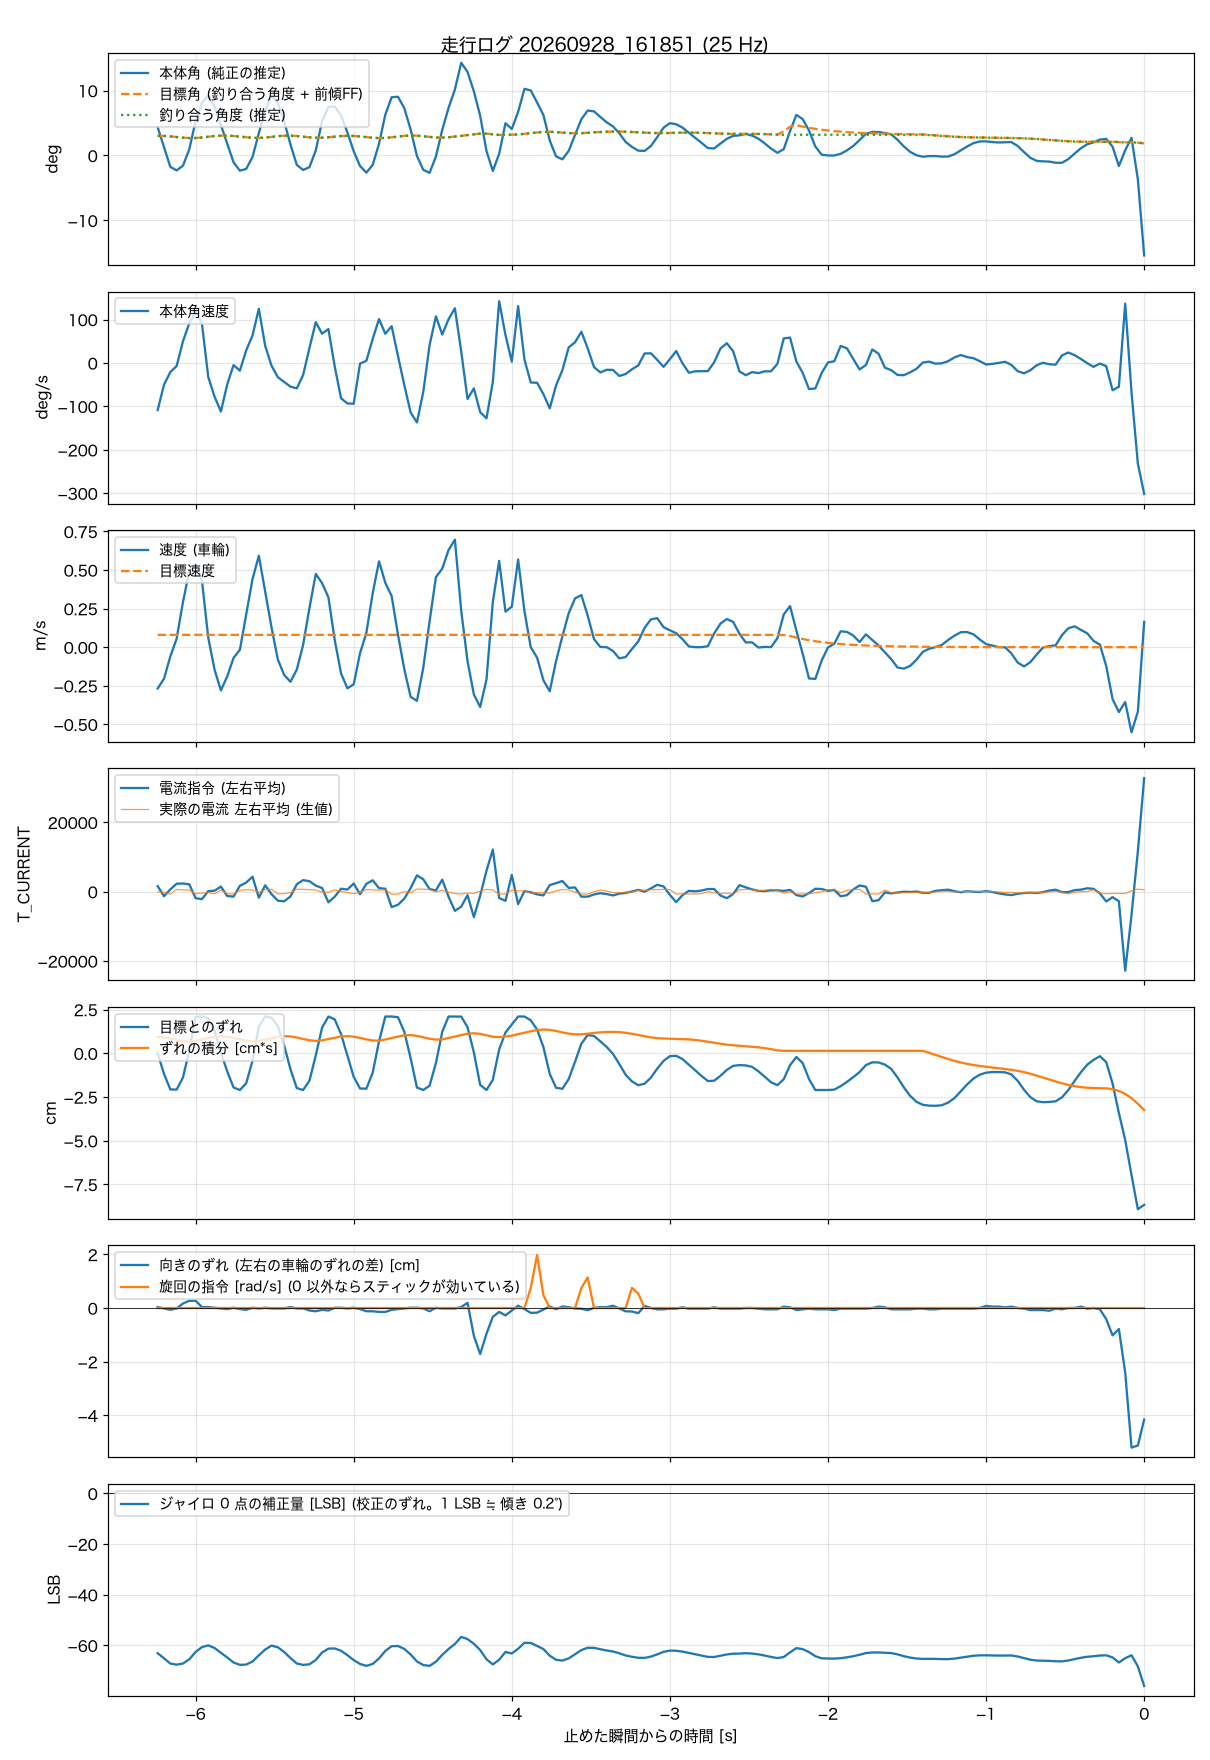 走行ログ 20260928_161851 (25 Hz)
本体角 (純正の推定)
目標角 (釣り合う角度 + 前傾FF)
釣り合う角度 (推定)
deg
10
0
−10
本体角速度
deg/s
100
0
−100
−200
−300
速度 (車輪)
目標速度
m/s
0.75
0.50
0.25
0.00
−0.25
−0.50
電流指令 (左右平均)
実際の電流 左右平均 (生値)
T_CURRENT
20000
0
−20000
目標とのずれ
ずれの積分 [cm*s]
cm
2.5
0.0
−2.5
−5.0
−7.5
向きのずれ (左右の車輪のずれの差) [cm]
旋回の指令 [rad/s] (0 以外ならスティックが効いている)
2
0
−2
−4
ジャイロ 0 点の補正量 [LSB] (校正のずれ。1 LSB ≒ 傾き 0.2°)
LSB
0
−20
−40
−60
−6 −5 −4 −3 −2 −1 0
止めた瞬間からの時間 [s]